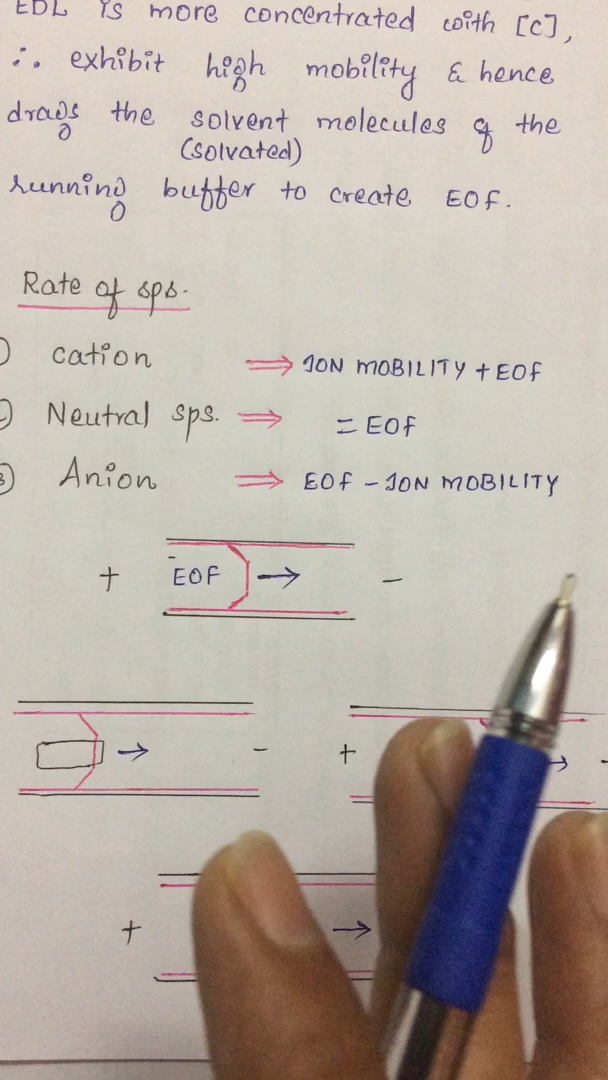 EDL is more concentrated with [c],
∴ exhibit high mobility & hence
drags the solvent molecules of the
(solvated)
running buffer to create EOF.
Rate of sps.
cation ⇒ ION MOBILITY + EOF
Neutral sps. ⇒ = EOF
Anion ⇒ EOF - ION MOBILITY
+ EOF → -
→ - + →
+ →